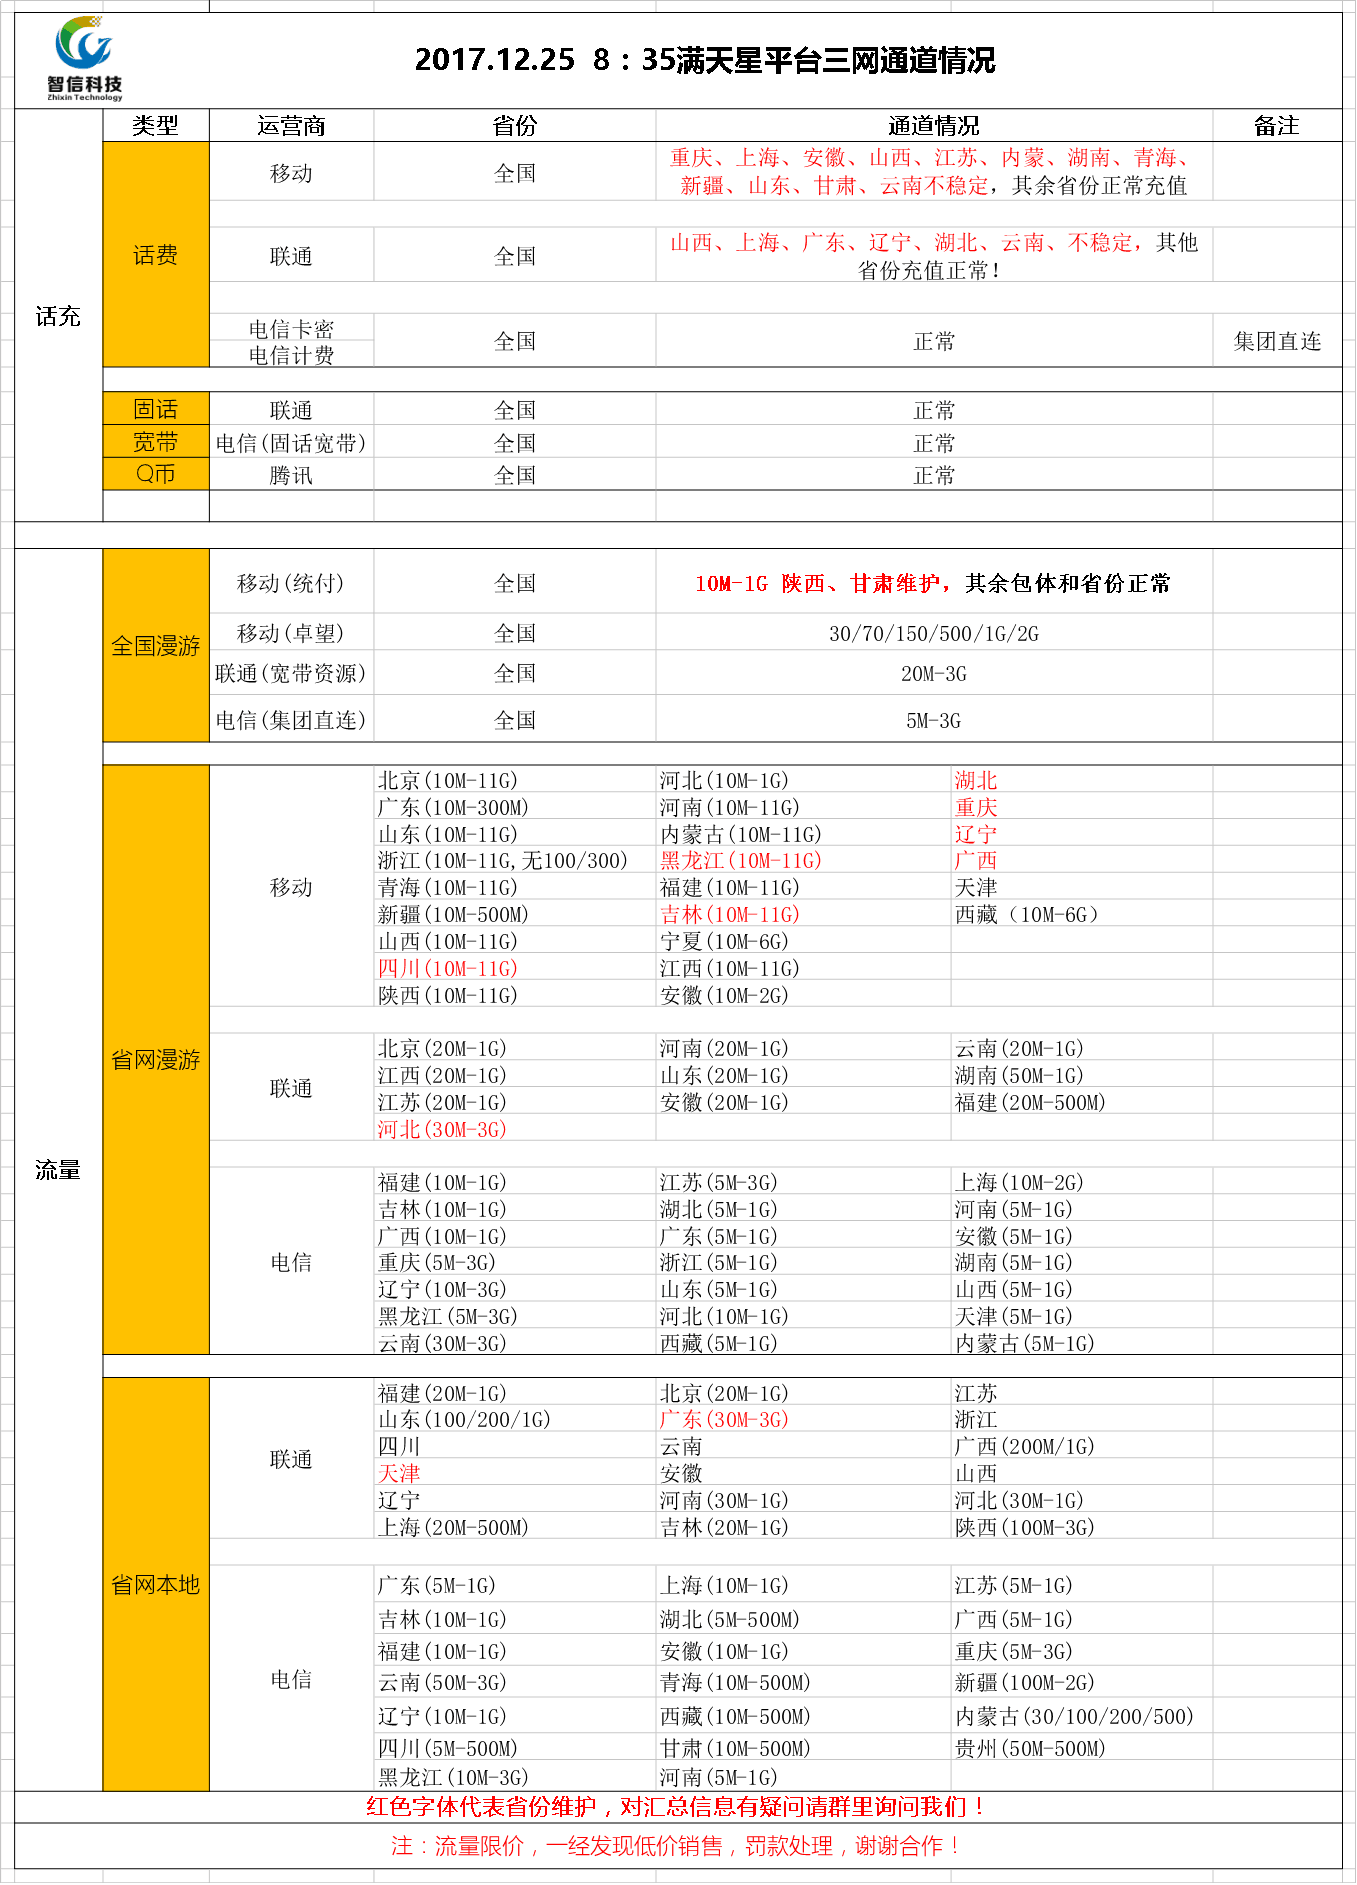 智信科技
Zhixin Technology
2017.12.25  8：35满天星平台三网通道情况
类型 运营商 省份 通道情况 备注
话充
话费
移动 全国 重庆、上海、安徽、山西、江苏、内蒙、湖南、青海、
新疆、山东、甘肃、云南不稳定，其余省份正常充值
联通 全国 山西、上海、广东、辽宁、湖北、云南、不稳定，其他
省份充值正常！
电信卡密
电信计费
全国 正常 集团直连
固话 联通 全国 正常
宽带 电信(固话宽带) 全国 正常
Q币 腾讯 全国 正常
流量
全国漫游
移动(统付) 全国 10M-1G 陕西、甘肃维护，其余包体和省份正常
移动(卓望) 全国 30/70/150/500/1G/2G
联通(宽带资源) 全国 20M-3G
电信(集团直连) 全国 5M-3G
省网漫游
移动
北京(10M-11G) 河北(10M-1G) 湖北
广东(10M-300M) 河南(10M-11G) 重庆
山东(10M-11G) 内蒙古(10M-11G) 辽宁
浙江(10M-11G,无100/300) 黑龙江(10M-11G) 广西
青海(10M-11G) 福建(10M-11G) 天津
新疆(10M-500M) 吉林(10M-11G) 西藏（10M-6G）
山西(10M-11G) 宁夏(10M-6G)
四川(10M-11G) 江西(10M-11G)
陕西(10M-11G) 安徽(10M-2G)
联通
北京(20M-1G) 河南(20M-1G) 云南(20M-1G)
江西(20M-1G) 山东(20M-1G) 湖南(50M-1G)
江苏(20M-1G) 安徽(20M-1G) 福建(20M-500M)
河北(30M-3G)
电信
福建(10M-1G) 江苏(5M-3G) 上海(10M-2G)
吉林(10M-1G) 湖北(5M-1G) 河南(5M-1G)
广西(10M-1G) 广东(5M-1G) 安徽(5M-1G)
重庆(5M-3G) 浙江(5M-1G) 湖南(5M-1G)
辽宁(10M-3G) 山东(5M-1G) 山西(5M-1G)
黑龙江(5M-3G) 河北(10M-1G) 天津(5M-1G)
云南(30M-3G) 西藏(5M-1G) 内蒙古(5M-1G)
省网本地
联通
福建(20M-1G) 北京(20M-1G) 江苏
山东(100/200/1G) 广东(30M-3G) 浙江
四川 云南 广西(200M/1G)
天津 安徽 山西
辽宁 河南(30M-1G) 河北(30M-1G)
上海(20M-500M) 吉林(20M-1G) 陕西(100M-3G)
电信
广东(5M-1G) 上海(10M-1G) 江苏(5M-1G)
吉林(10M-1G) 湖北(5M-500M) 广西(5M-1G)
福建(10M-1G) 安徽(10M-1G) 重庆(5M-3G)
云南(50M-3G) 青海(10M-500M) 新疆(100M-2G)
辽宁(10M-1G) 西藏(10M-500M) 内蒙古(30/100/200/500)
四川(5M-500M) 甘肃(10M-500M) 贵州(50M-500M)
黑龙江(10M-3G) 河南(5M-1G)
红色字体代表省份维护，对汇总信息有疑问请群里询问我们！
注：流量限价，一经发现低价销售，罚款处理，谢谢合作！